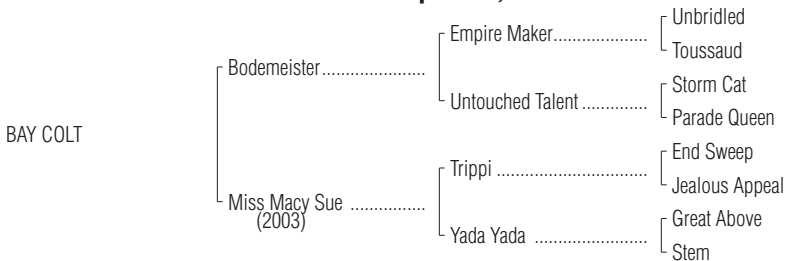 Unbridled
Empire Maker....................
Toussaud
Bodemeister......................
Storm Cat
Untouched Talent ..............
Parade Queen
BAY COLT
End Sweep
Trippi ................................
Jealous Appeal
Miss Macy Sue ................
(2003)
Great Above
Yada Yada ........................
Stem